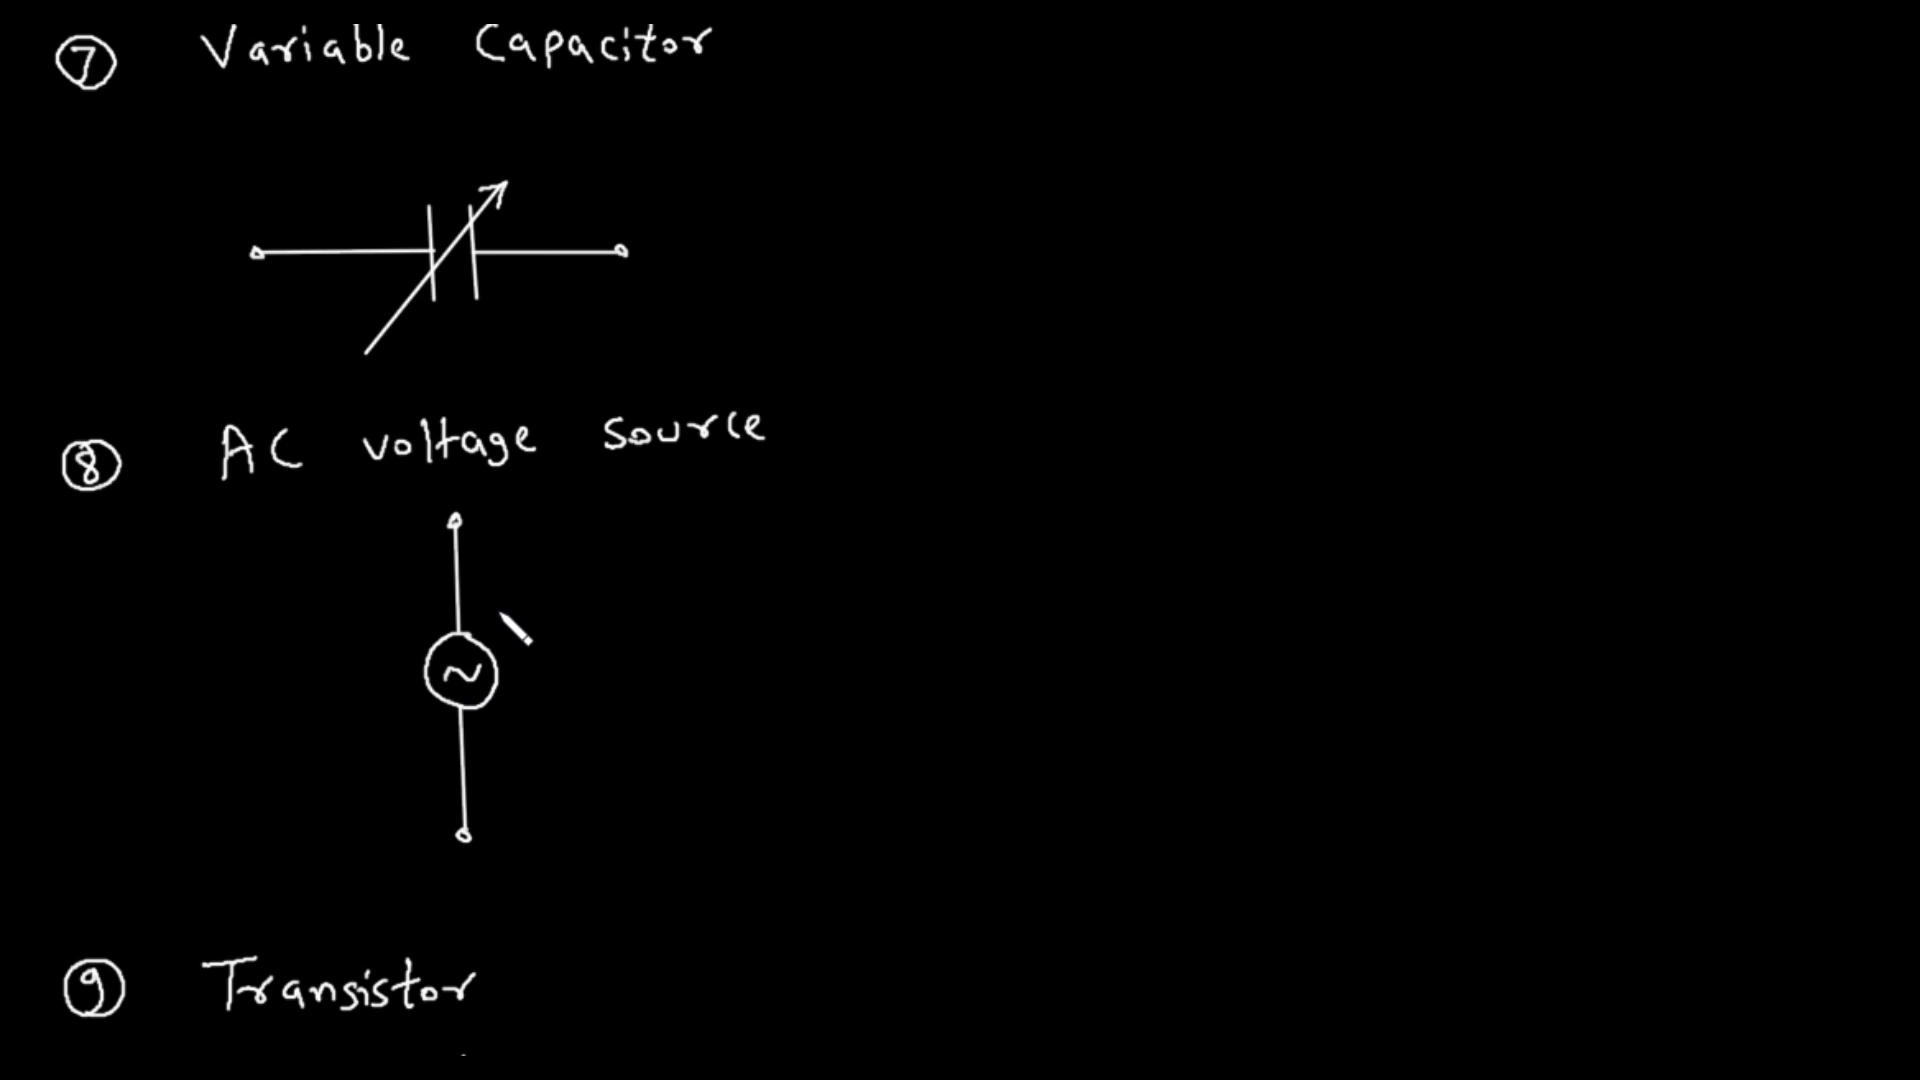 7 Variable Capacitor
8 AC voltage source
~
9 Transistor